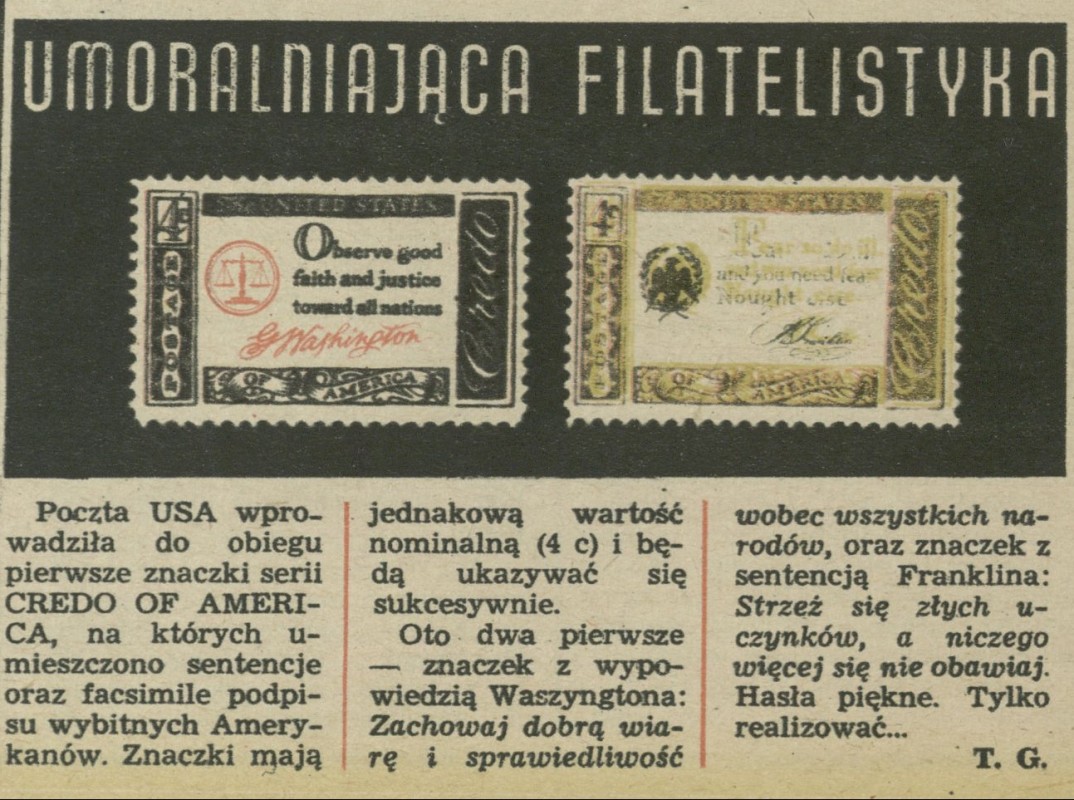 UMORALNIAJĄCA FILATELISTYKA
4¢
UNITED STATES
POSTAGE
Observe good
faith and justice
toward all nations
G Washington
Credo
OF AMERICA
4¢
UNITED STATES
POSTAGE
Fear to do ill
and you need fear
Nought else
Credo
OF AMERICA
Poczta USA wpro-
wadziła do obiegu
pierwsze znaczki serii
CREDO OF AMERI-
CA, na których u-
mieszczono sentencje
oraz facsimile podpi-
su wybitnych Amery-
kanów. Znaczki mają
jednakową wartość
nominalną (4 c) i bę-
dą ukazywać się
sukcesywnie.
Oto dwa pierwsze
— znaczek z wypo-
wiedzią Waszyngtona:
Zachowaj dobrą wia-
rę i sprawiedliwość
wobec wszystkich na-
rodów, oraz znaczek z
sentencją Franklina:
Strzeż się złych u-
czynków, a niczego
więcej się nie obawiaj.
Hasła piękne. Tylko
realizować...
T. G.